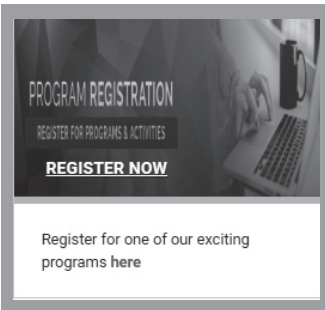 PROGRAM REGISTRATION
REGISTER FOR PROGRAMS & ACTIVITIES
REGISTER NOW
Register for one of our exciting
programs here